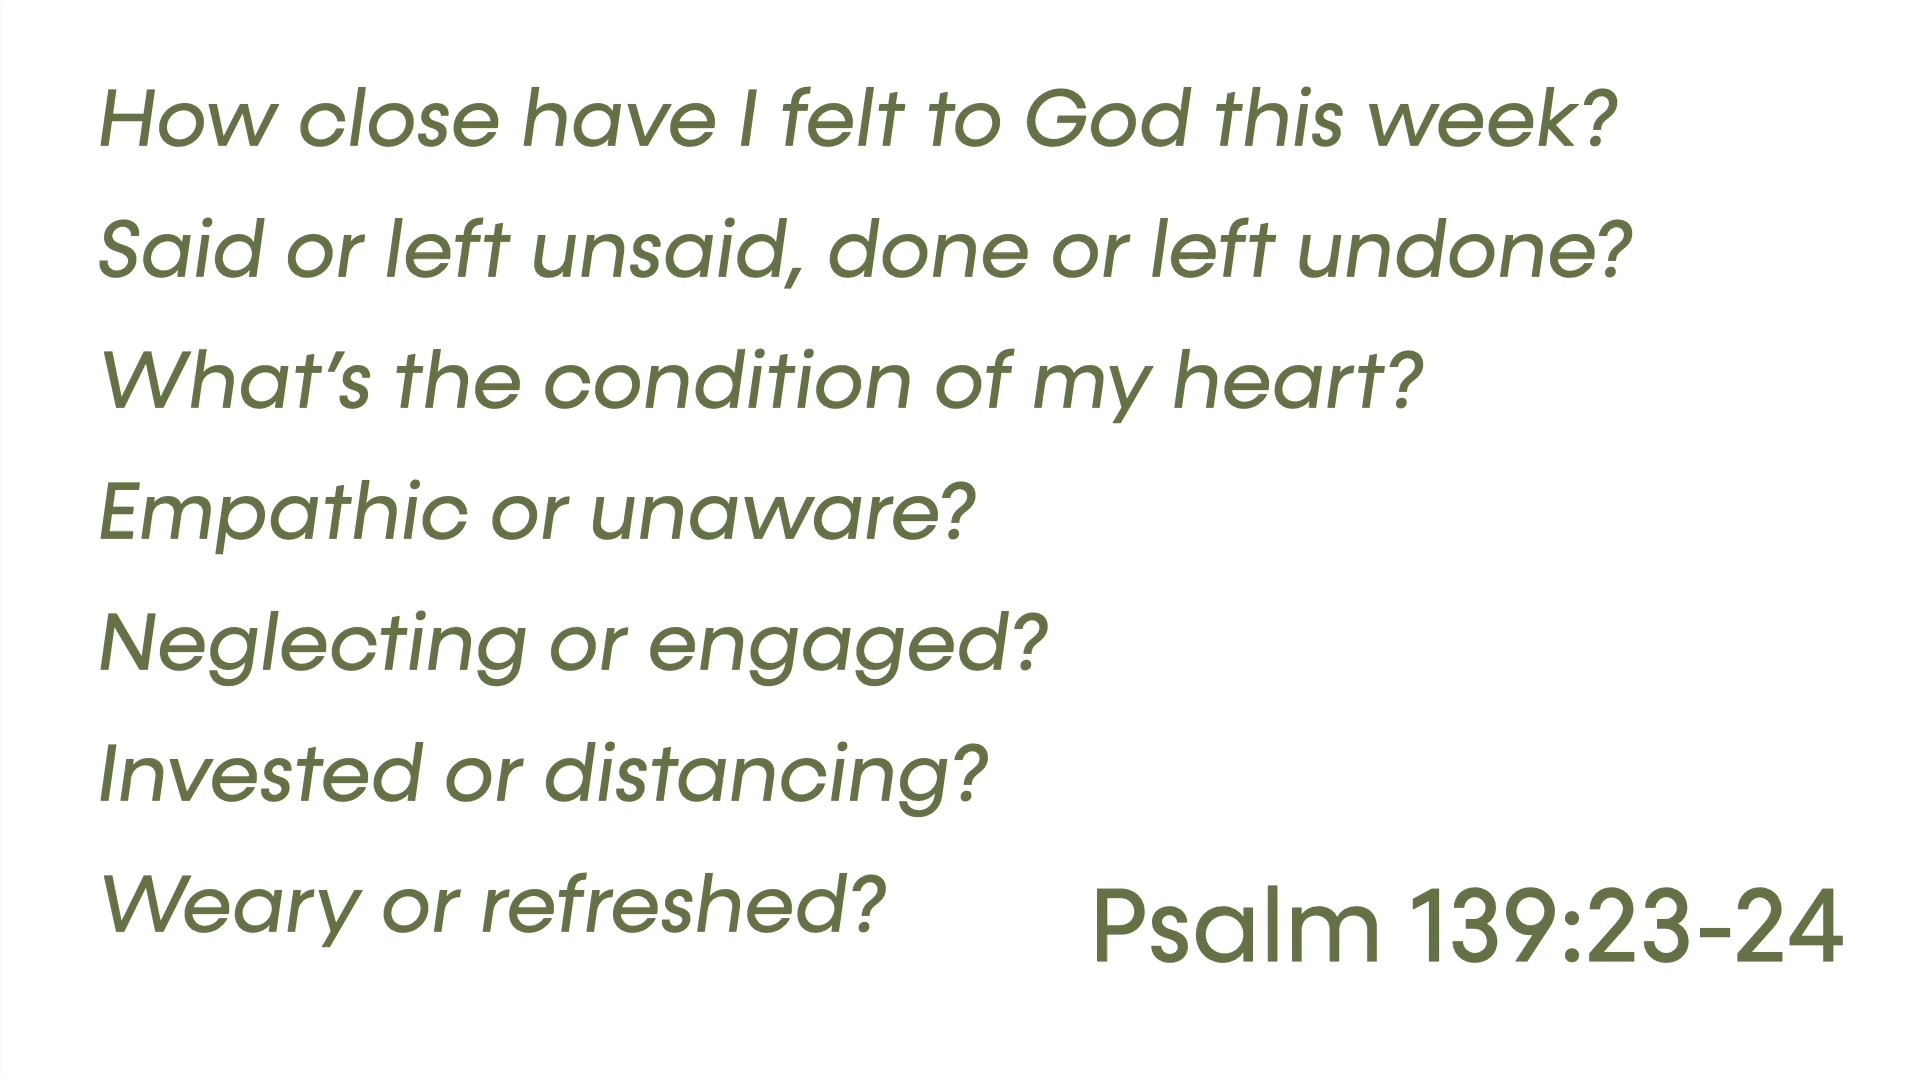 How close have I felt to God this week?
Said or left unsaid, done or left undone?
What’s the condition of my heart?
Empathic or unaware?
Neglecting or engaged?
Invested or distancing?
Weary or refreshed?
Psalm 139:23-24